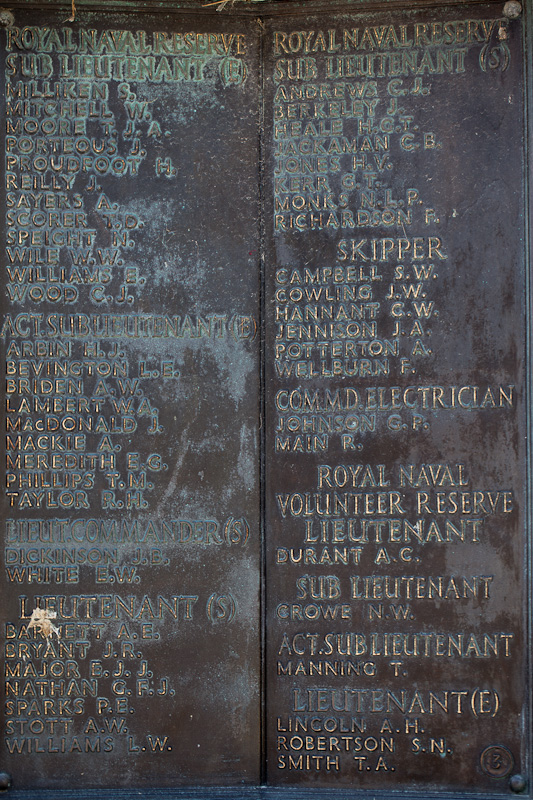 ROYAL NAVAL RESERVE
SUB LIEUTENANT (E)
MILLIKEN S.
MITCHELL W.
MOORE T.J.A.
PORTEOUS J.
PROUDFOOT H.
REILLY J.
SAYERS A.
SCORER T.O.
SPEIGHT N.
WILE W.W.
WILLIAMS E.
WOOD C.J.
ACT.SUB LIEUTENANT (E)
ARBIN H.J.
BEVINGTON L.E.
BRIDEN A.W.
LAMBERT W.A.
MACDONALD J.
MACKIE A.
MEREDITH E.G.
PHILLIPS T.M.
TAYLOR R.H.
LIEUT.COMMANDER (S)
DICKINSON J.E.
WHITE E.W.
LIEUTENANT (S)
BARNETT A.E.
BRYANT J.R.
MAJOR E.J.J.
NATHAN G.F.J.
SPARKS P.E.
STOTT A.W.
WILLIAMS L.W.
ROYAL NAVAL RESERVE
SUB LIEUTENANT (S)
ANDREWS C.J.
BERKELEY J.
HEALE H.G.T.
JACKAMAN C.B.
JONES H.V.
KERR G.T.
MONKS N.L.P.
RICHARDSON F.
SKIPPER
CAMPBELL S.W.
COWLING J.W.
HANNANT C.W.
JENNISON J.A.
POTTERTON A.
WELLBURN F.
COMM.D ELECTRICIAN
JOHNSON G.F.
MAIN R.
ROYAL NAVAL
VOLUNTEER RESERVE
LIEUTENANT
DURANT A.C.
SUB LIEUTENANT
CROWE N.W.
ACT.SUB LIEUTENANT
MANNING T.
LIEUTENANT (E)
LINCOLN A.H.
ROBERTSON S.N.
SMITH T.A.